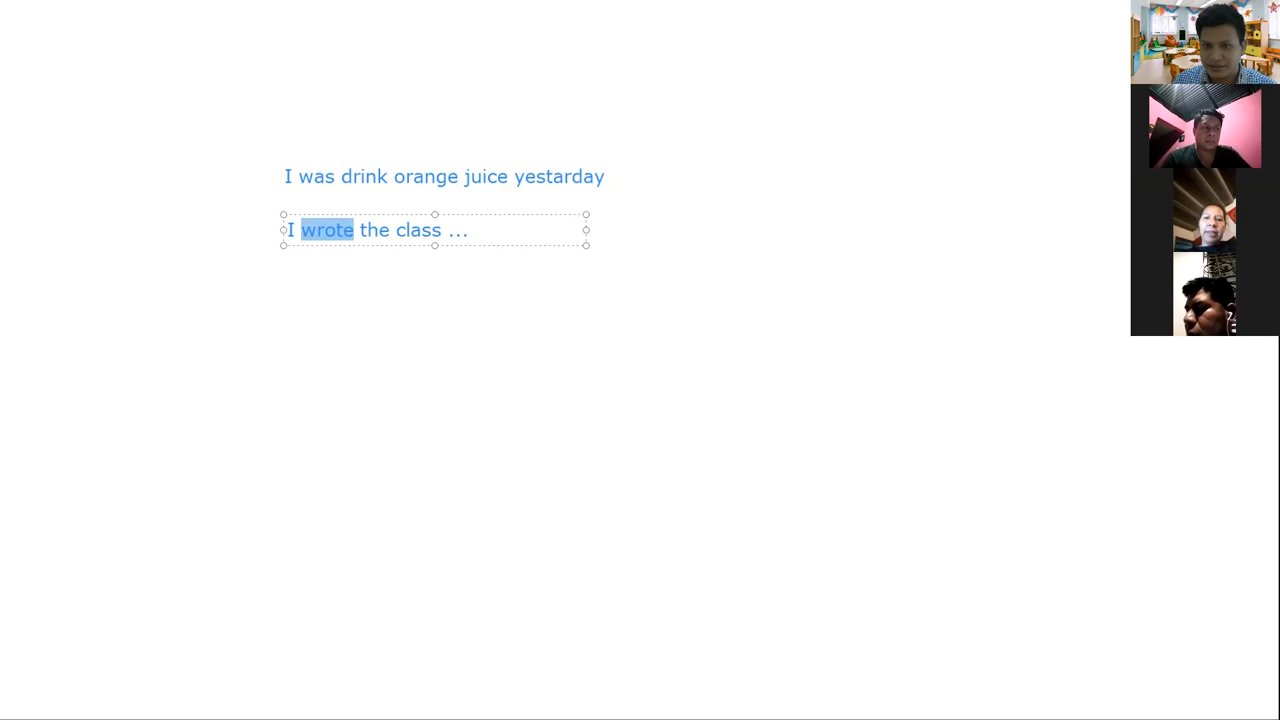 I was drink orange juice yestarday
I wrote the class ...